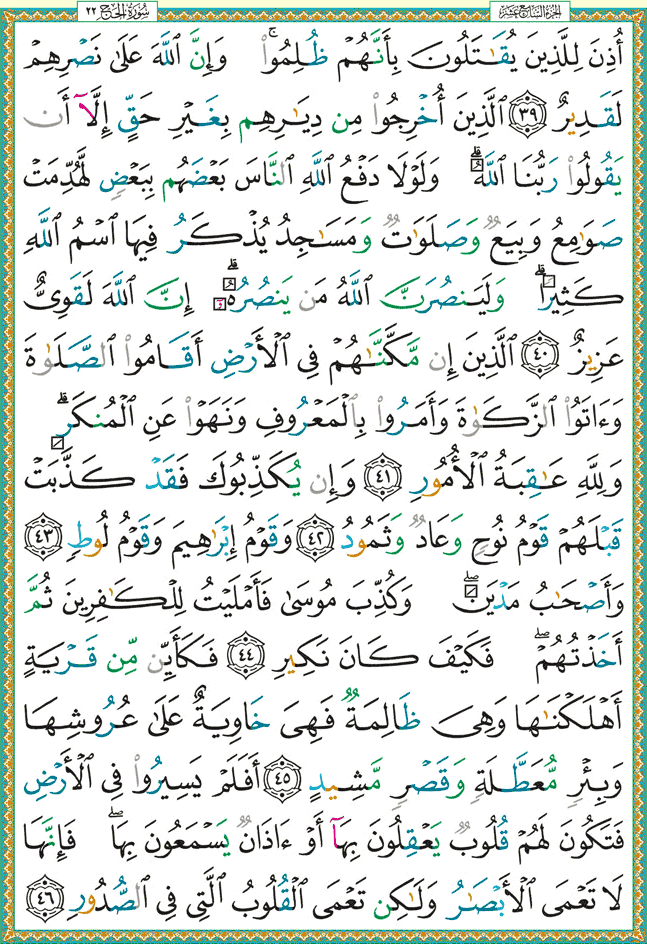 سُورَةُ الحَجِّ ٢٢
الجزء السابع عشر
أُذِنَ لِلَّذِينَ يُقَـٰتَلُونَ بِأَنَّهُمْ ظُلِمُوا۟ ۚ وَإِنَّ ٱللَّهَ عَلَىٰ نَصْرِهِمْ
لَقَدِيرٌ ٣٩ ٱلَّذِينَ أُخْرِجُوا۟ مِن دِيَـٰرِهِم بِغَيْرِ حَقٍّ إِلَّآ أَن
يَقُولُوا۟ رَبُّنَا ٱللَّهُ ۗ وَلَوْلَا دَفْعُ ٱللَّهِ ٱلنَّاسَ بَعْضَهُم بِبَعْضٍ لَّهُدِّمَتْ
صَوَٰمِعُ وَبِيَعٌ وَصَلَوَٰتٌ وَمَسَـٰجِدُ يُذْكَرُ فِيهَا ٱسْمُ ٱللَّهِ
كَثِيرًا ۗ وَلَيَنصُرَنَّ ٱللَّهُ مَن يَنصُرُهُۥٓ ۗ إِنَّ ٱللَّهَ لَقَوِىٌّ
عَزِيزٌ ٤٠ ٱلَّذِينَ إِن مَّكَّنَّـٰهُمْ فِى ٱلْأَرْضِ أَقَامُوا۟ ٱلصَّلَوٰةَ
وَءَاتَوُا۟ ٱلزَّكَوٰةَ وَأَمَرُوا۟ بِٱلْمَعْرُوفِ وَنَهَوْا۟ عَنِ ٱلْمُنكَرِ ۗ
وَلِلَّهِ عَـٰقِبَةُ ٱلْأُمُورِ ٤١ وَإِن يُكَذِّبُوكَ فَقَدْ كَذَّبَتْ
قَبْلَهُمْ قَوْمُ نُوحٍ وَعَادٌ وَثَمُودُ ٤٢ وَقَوْمُ إِبْرَٰهِيمَ وَقَوْمُ لُوطٍ ٤٣
وَأَصْحَـٰبُ مَدْيَنَ ۖ وَكُذِّبَ مُوسَىٰ فَأَمْلَيْتُ لِلْكَـٰفِرِينَ ثُمَّ
أَخَذْتُهُمْ ۖ فَكَيْفَ كَانَ نَكِيرِ ٤٤ فَكَأَيِّن مِّن قَرْيَةٍ
أَهْلَكْنَـٰهَا وَهِىَ ظَالِمَةٌ فَهِىَ خَاوِيَةٌ عَلَىٰ عُرُوشِهَا
وَبِئْرٍ مُّعَطَّلَةٍ وَقَصْرٍ مَّشِيدٍ ٤٥ أَفَلَمْ يَسِيرُوا۟ فِى ٱلْأَرْضِ
فَتَكُونَ لَهُمْ قُلُوبٌ يَعْقِلُونَ بِهَآ أَوْ ءَاذَانٌ يَسْمَعُونَ بِهَا ۖ فَإِنَّهَا
لَا تَعْمَى ٱلْأَبْصَـٰرُ وَلَـٰكِن تَعْمَى ٱلْقُلُوبُ ٱلَّتِى فِى ٱلصُّدُورِ ٤٦